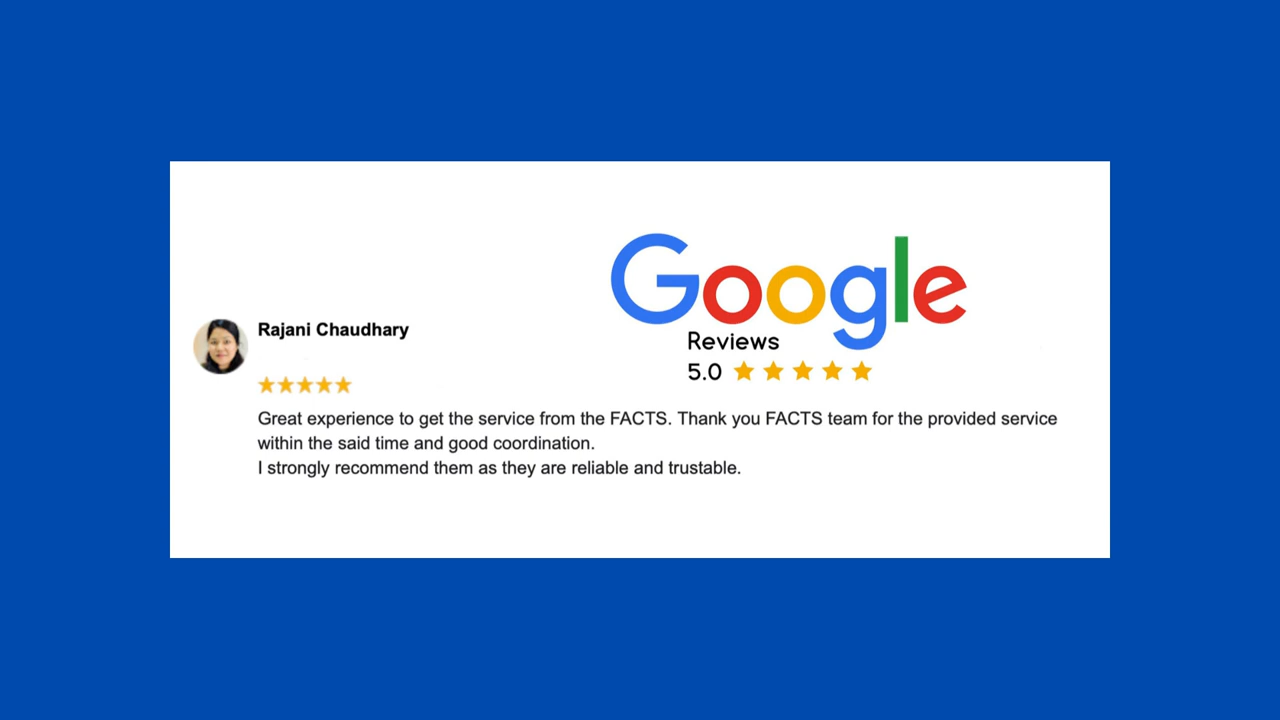 Google
Reviews
5.0
Rajani Chaudhary
Great experience to get the service from the FACTS. Thank you FACTS team for the provided service
within the said time and good coordination.
I strongly recommend them as they are reliable and trustable.